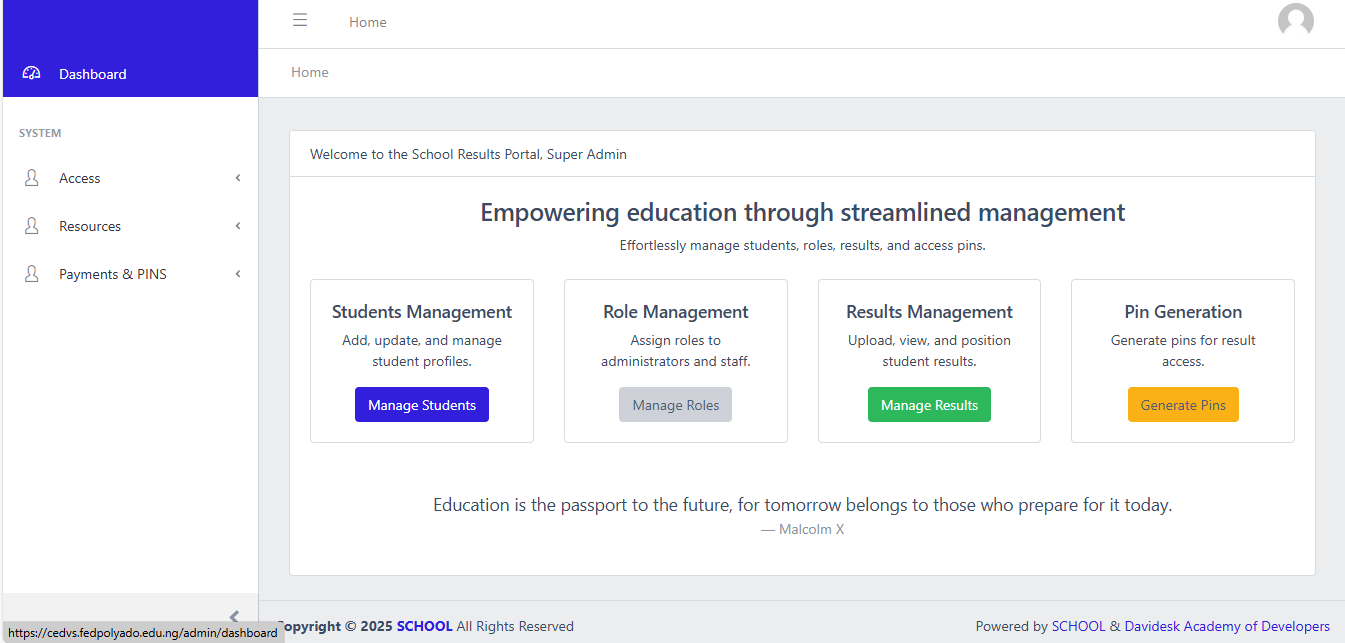 Home
Dashboard
Home
SYSTEM
Access
Resources
Payments & PINS
Welcome to the School Results Portal, Super Admin
Empowering education through streamlined management
Effortlessly manage students, roles, results, and access pins.
Students Management
Add, update, and manage
student profiles.
Manage Students
Role Management
Assign roles to
administrators and staff.
Manage Roles
Results Management
Upload, view, and position
student results.
Manage Results
Pin Generation
Generate pins for result
access.
Generate Pins
Education is the passport to the future, for tomorrow belongs to those who prepare for it today.
— Malcolm X
https://cedvs.fedpolyado.edu.ng/admin/dashboard
opyright © 2025 SCHOOL All Rights Reserved
Powered by SCHOOL & Davidesk Academy of Developers